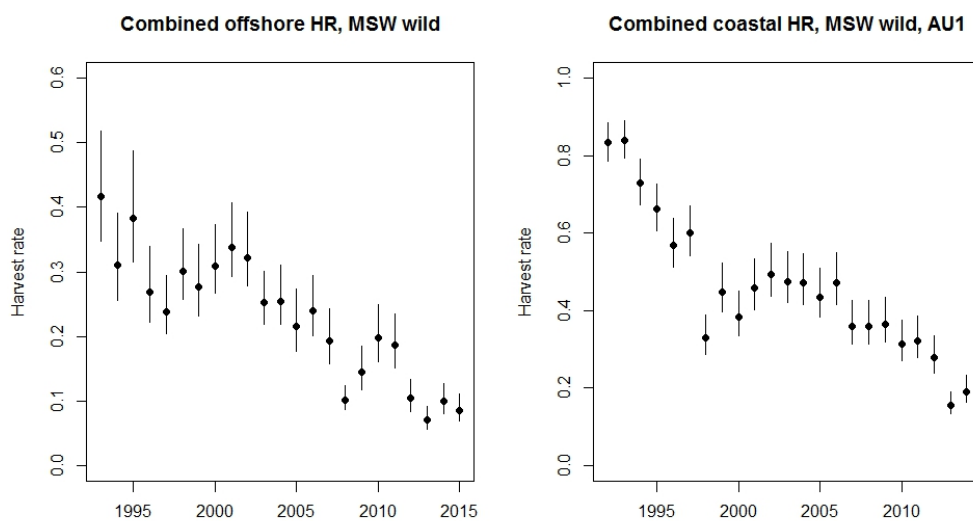 Combined offshore HR, MSW wild
Harvest rate
0.6
0.5
0.4
0.3
0.2
0.1
0.0
1995 2000 2005 2010 2015
Combined coastal HR, MSW wild, AU1
Harvest rate
1.0
0.8
0.6
0.4
0.2
0.0
1995 2000 2005 2010